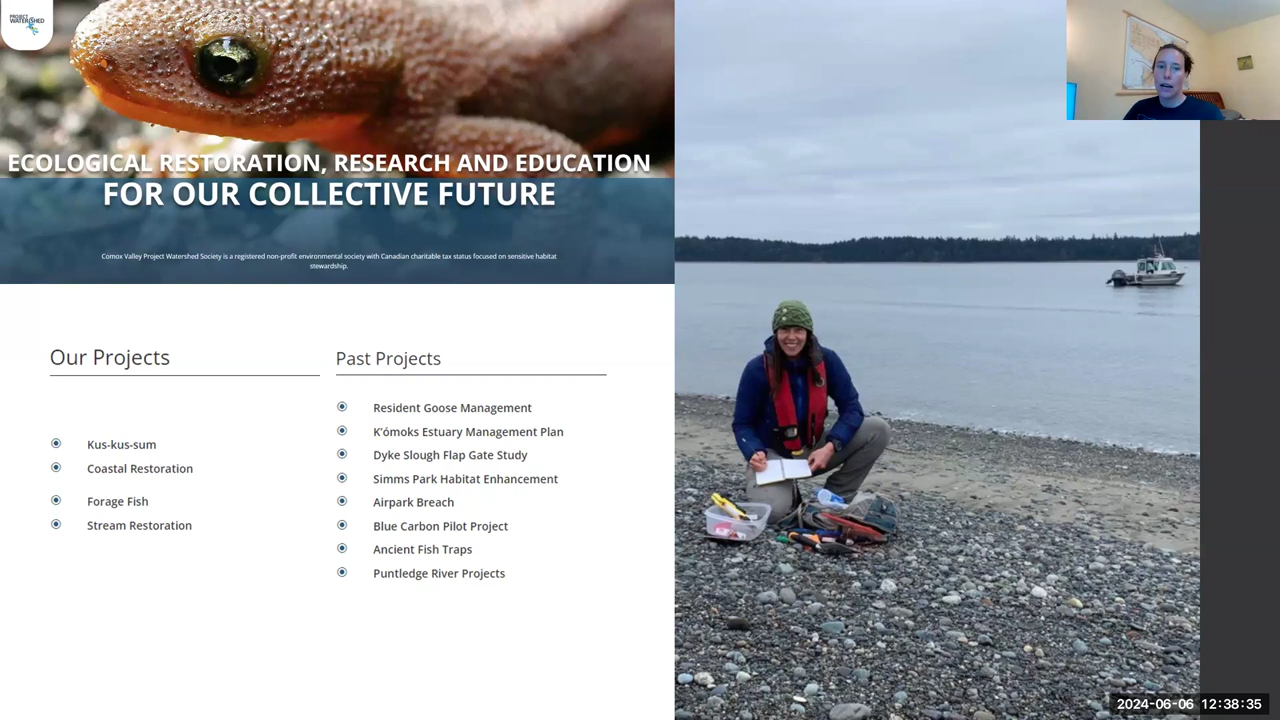 PROJECT
WATERSHED
ECOLOGICAL RESTORATION, RESEARCH AND EDUCATION
FOR OUR COLLECTIVE FUTURE
Comox Valley Project Watershed Society is a registered non-profit environmental society with Canadian charitable tax status focused on sensitive habitat
stewardship.
Our Projects
Kus-kus-sum
Coastal Restoration
Forage Fish
Stream Restoration
Past Projects
Resident Goose Management
K'ómoks Estuary Management Plan
Dyke Slough Flap Gate Study
Simms Park Habitat Enhancement
Airpark Breach
Blue Carbon Pilot Project
Ancient Fish Traps
Puntledge River Projects
2024-06-06 12:38:35